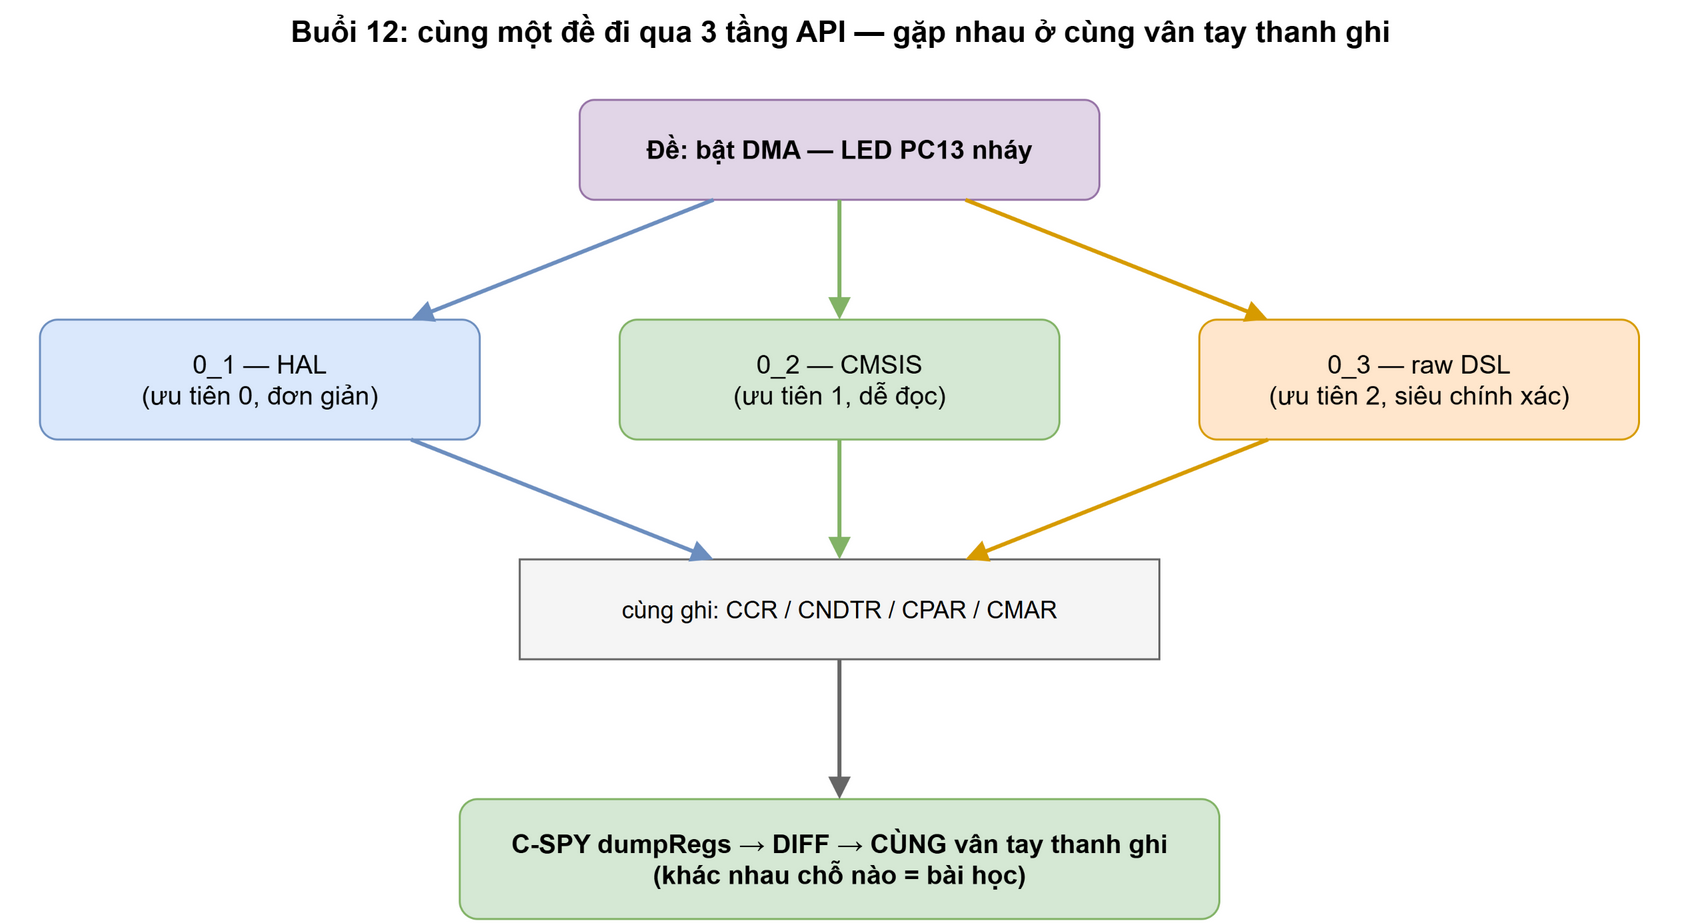 Buổi 12: cùng một đề đi qua 3 tầng API — gặp nhau ở cùng vân tay thanh ghi
Đề: bật DMA — LED PC13 nháy
0_1 — HAL
(ưu tiên 0, đơn giản)
0_2 — CMSIS
(ưu tiên 1, dễ đọc)
0_3 — raw DSL
(ưu tiên 2, siêu chính xác)
cùng ghi: CCR / CNDTR / CPAR / CMAR
C-SPY dumpRegs → DIFF → CÙNG vân tay thanh ghi
(khác nhau chỗ nào = bài học)